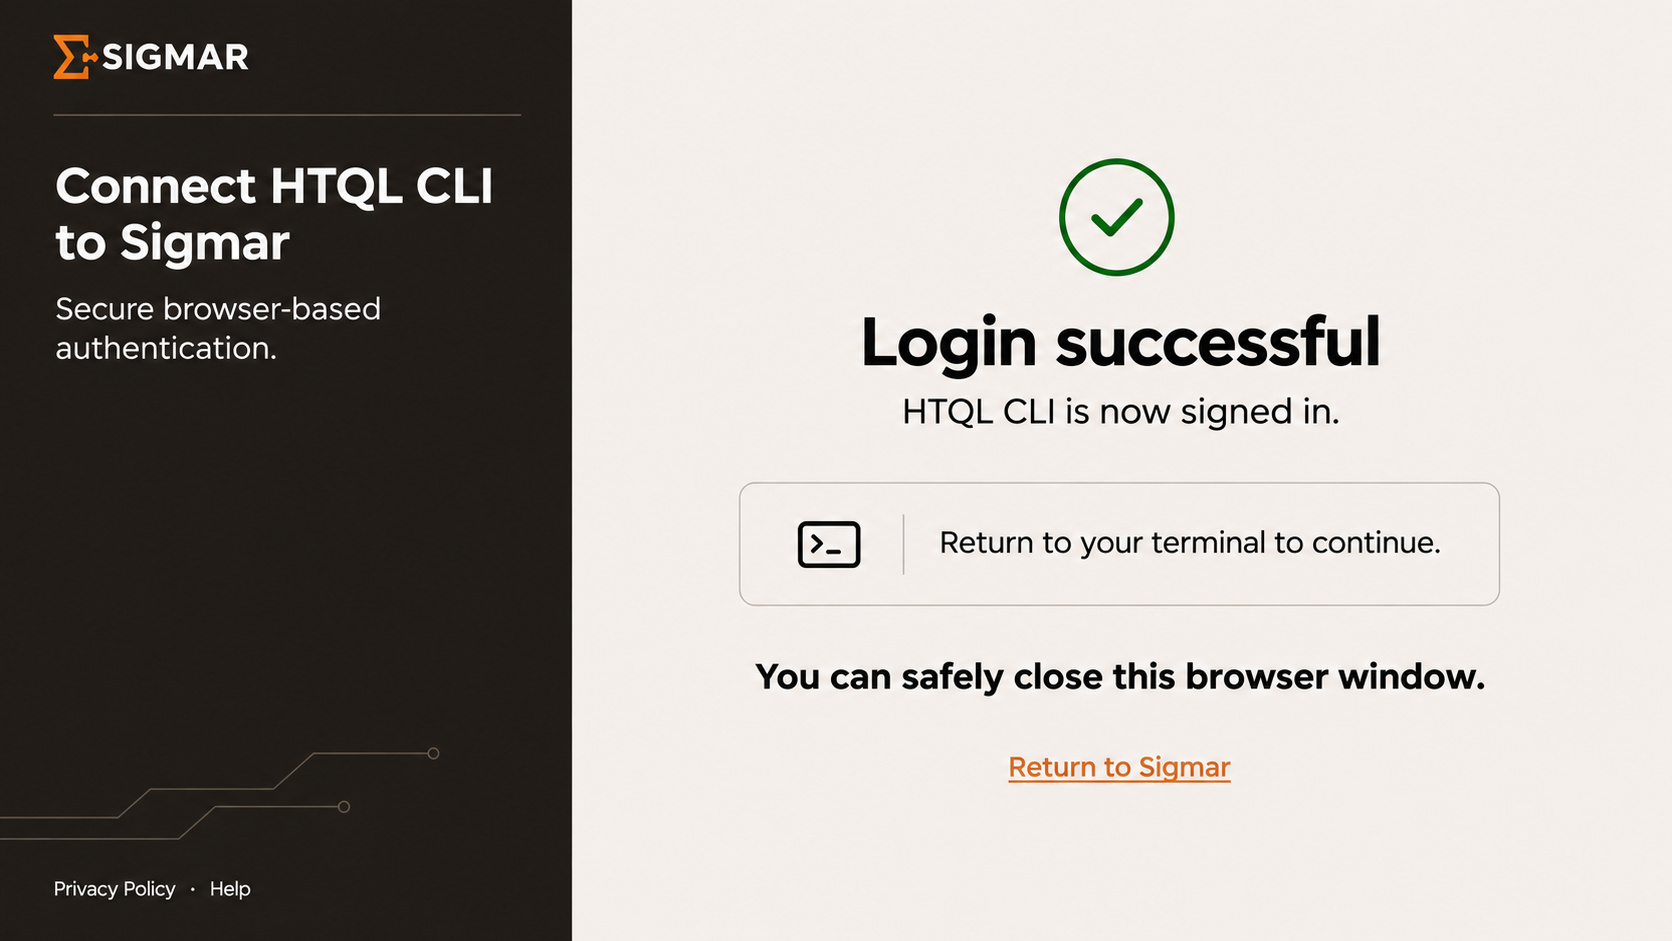 SIGMAR
Connect HTQL CLI
to Sigmar
Secure browser-based
authentication.
Privacy Policy · Help
Login successful
HTQL CLI is now signed in.
Return to your terminal to continue.
You can safely close this browser window.
Return to Sigmar